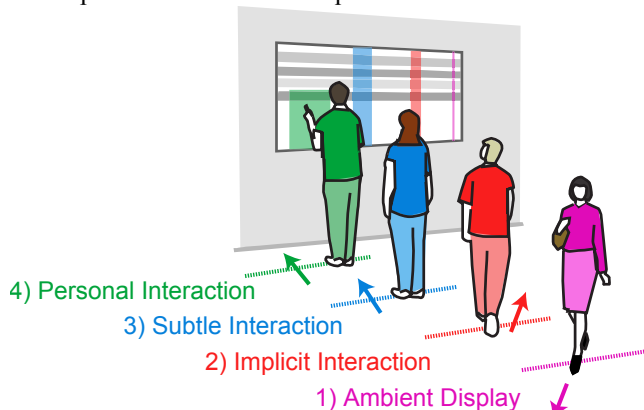 4) Personal Interaction
3) Subtle Interaction
2) Implicit Interaction
1) Ambient Display